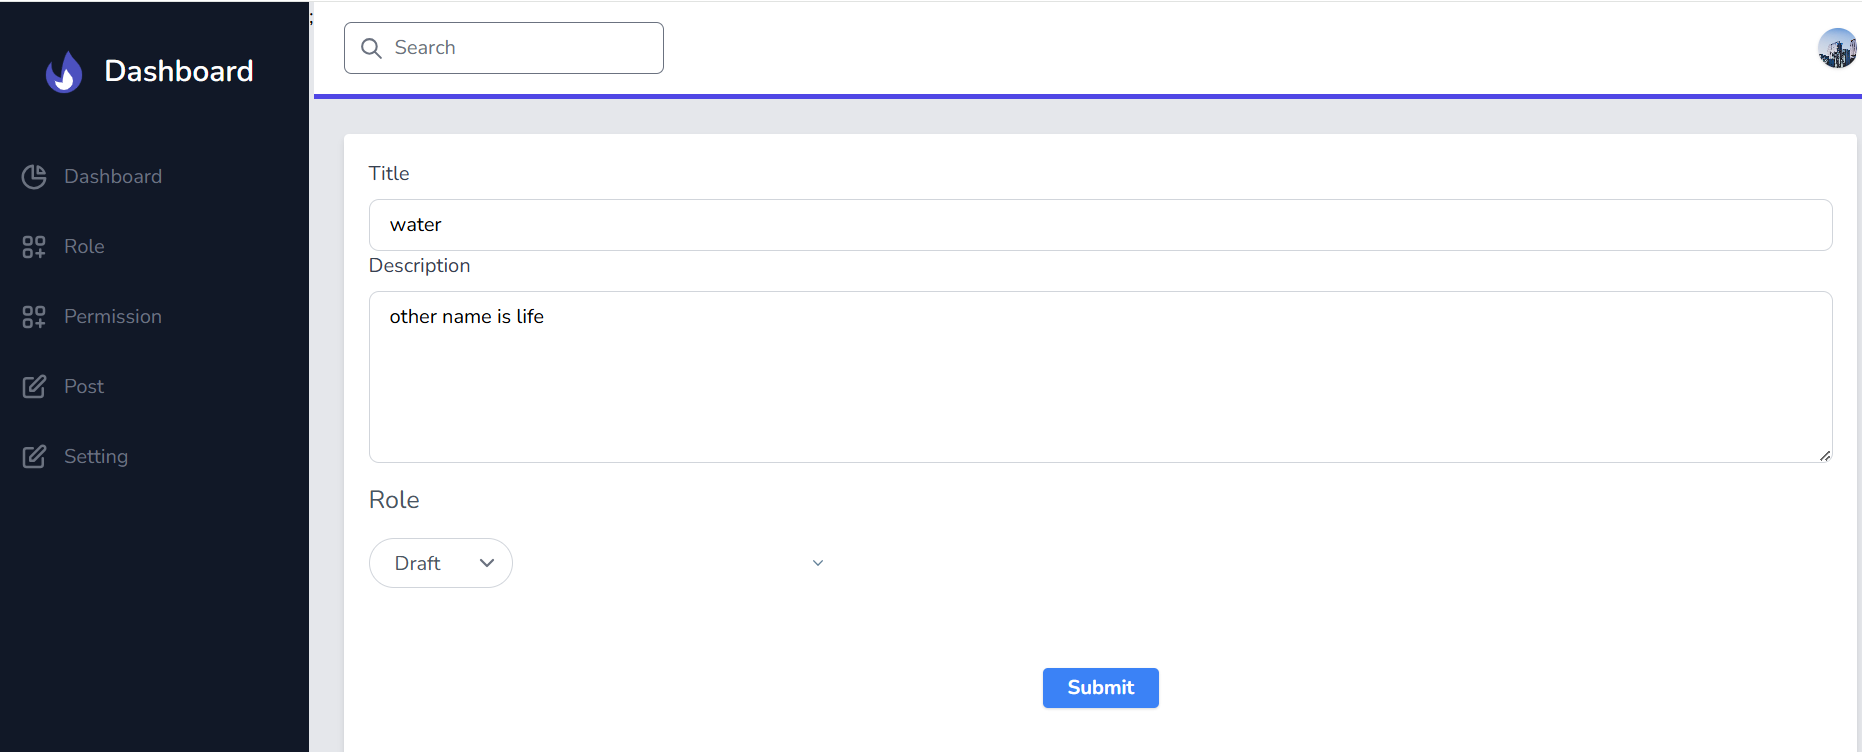 ;
Dashboard
Dashboard
Role
Permission
Post
Setting
Search
Title
water
Description
other name is life
Role
Draft
Submit